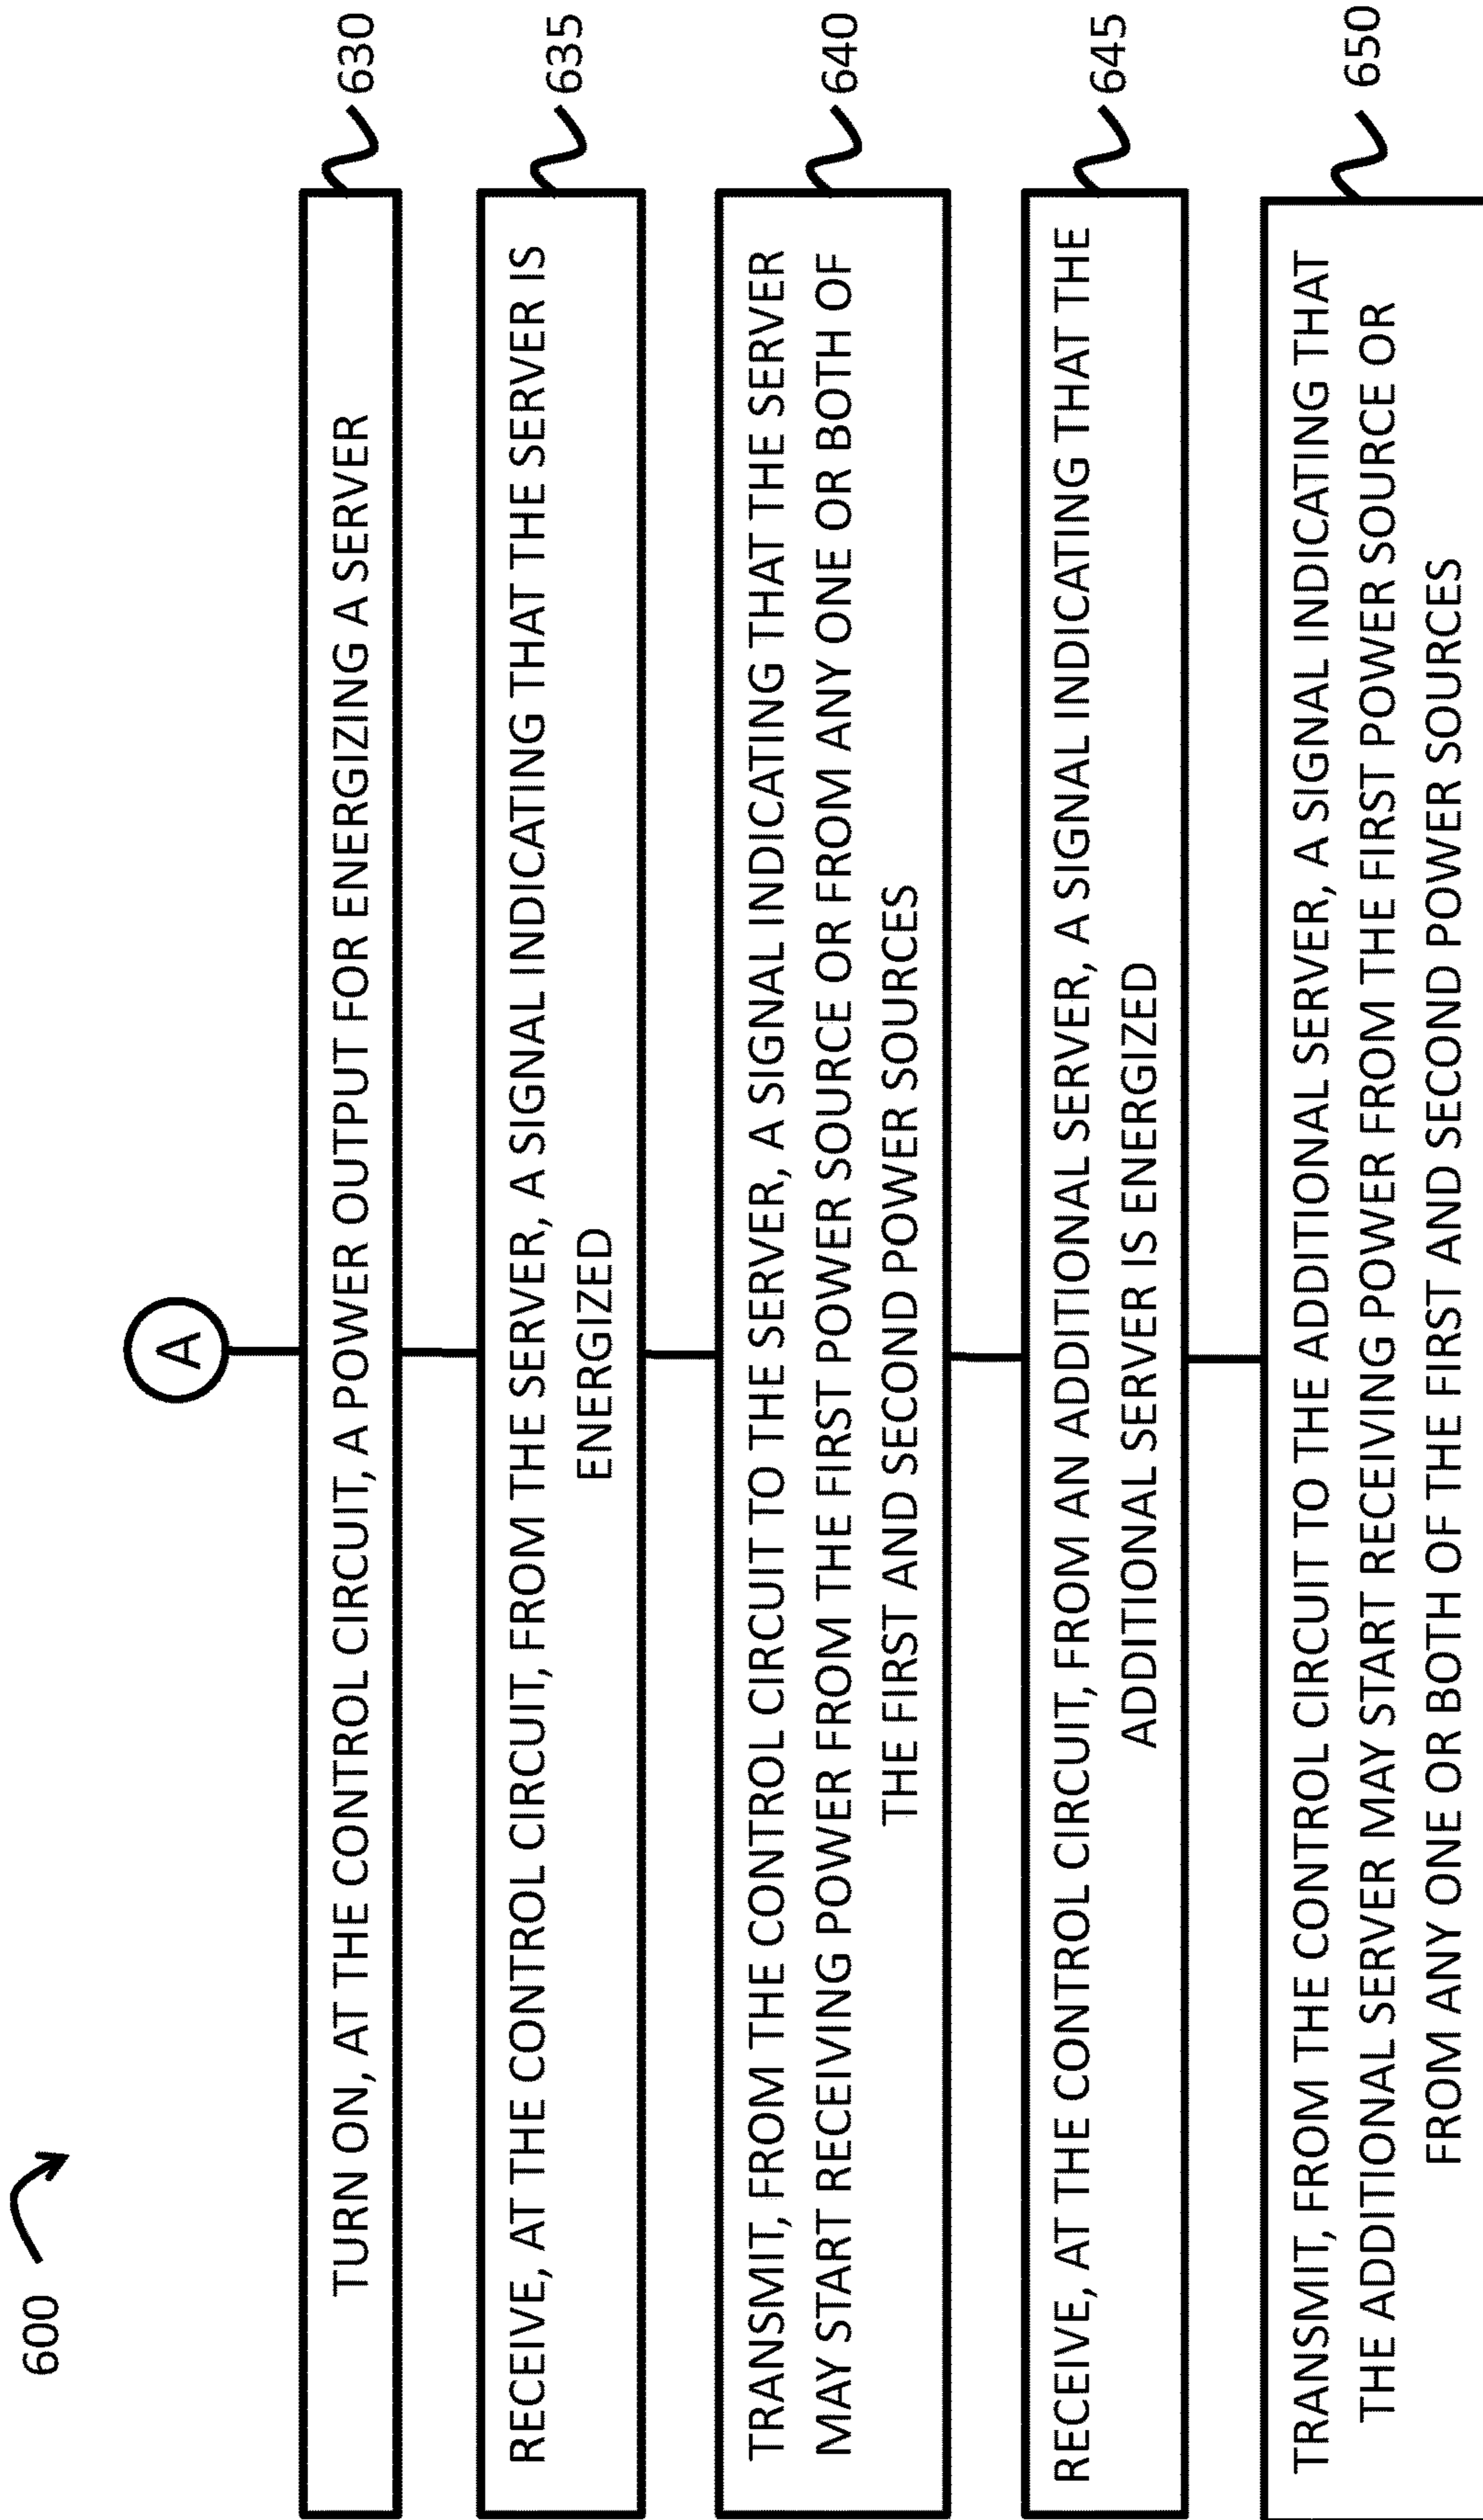 600
A
TURN ON, AT THE CONTROL CIRCUIT, A POWER OUTPUT FOR ENERGIZING A SERVER
630
RECEIVE, AT THE CONTROL CIRCUIT, FROM THE SERVER, A SIGNAL INDICATING THAT THE SERVER IS
ENERGIZED
635
TRANSMIT, FROM THE CONTROL CIRCUIT TO THE SERVER, A SIGNAL INDICATING THAT THE SERVER
MAY START RECEIVING POWER FROM THE FIRST POWER SOURCE OR FROM ANY ONE OR BOTH OF
THE FIRST AND SECOND POWER SOURCES
640
RECEIVE, AT THE CONTROL CIRCUIT, FROM AN ADDITIONAL SERVER, A SIGNAL INDICATING THAT THE
ADDITIONAL SERVER IS ENERGIZED
645
TRANSMIT, FROM THE CONTROL CIRCUIT TO THE ADDITIONAL SERVER, A SIGNAL INDICATING THAT
THE ADDITIONAL SERVER MAY START RECEIVING POWER FROM THE FIRST POWER SOURCE OR
FROM ANY ONE OR BOTH OF THE FIRST AND SECOND POWER SOURCES
650